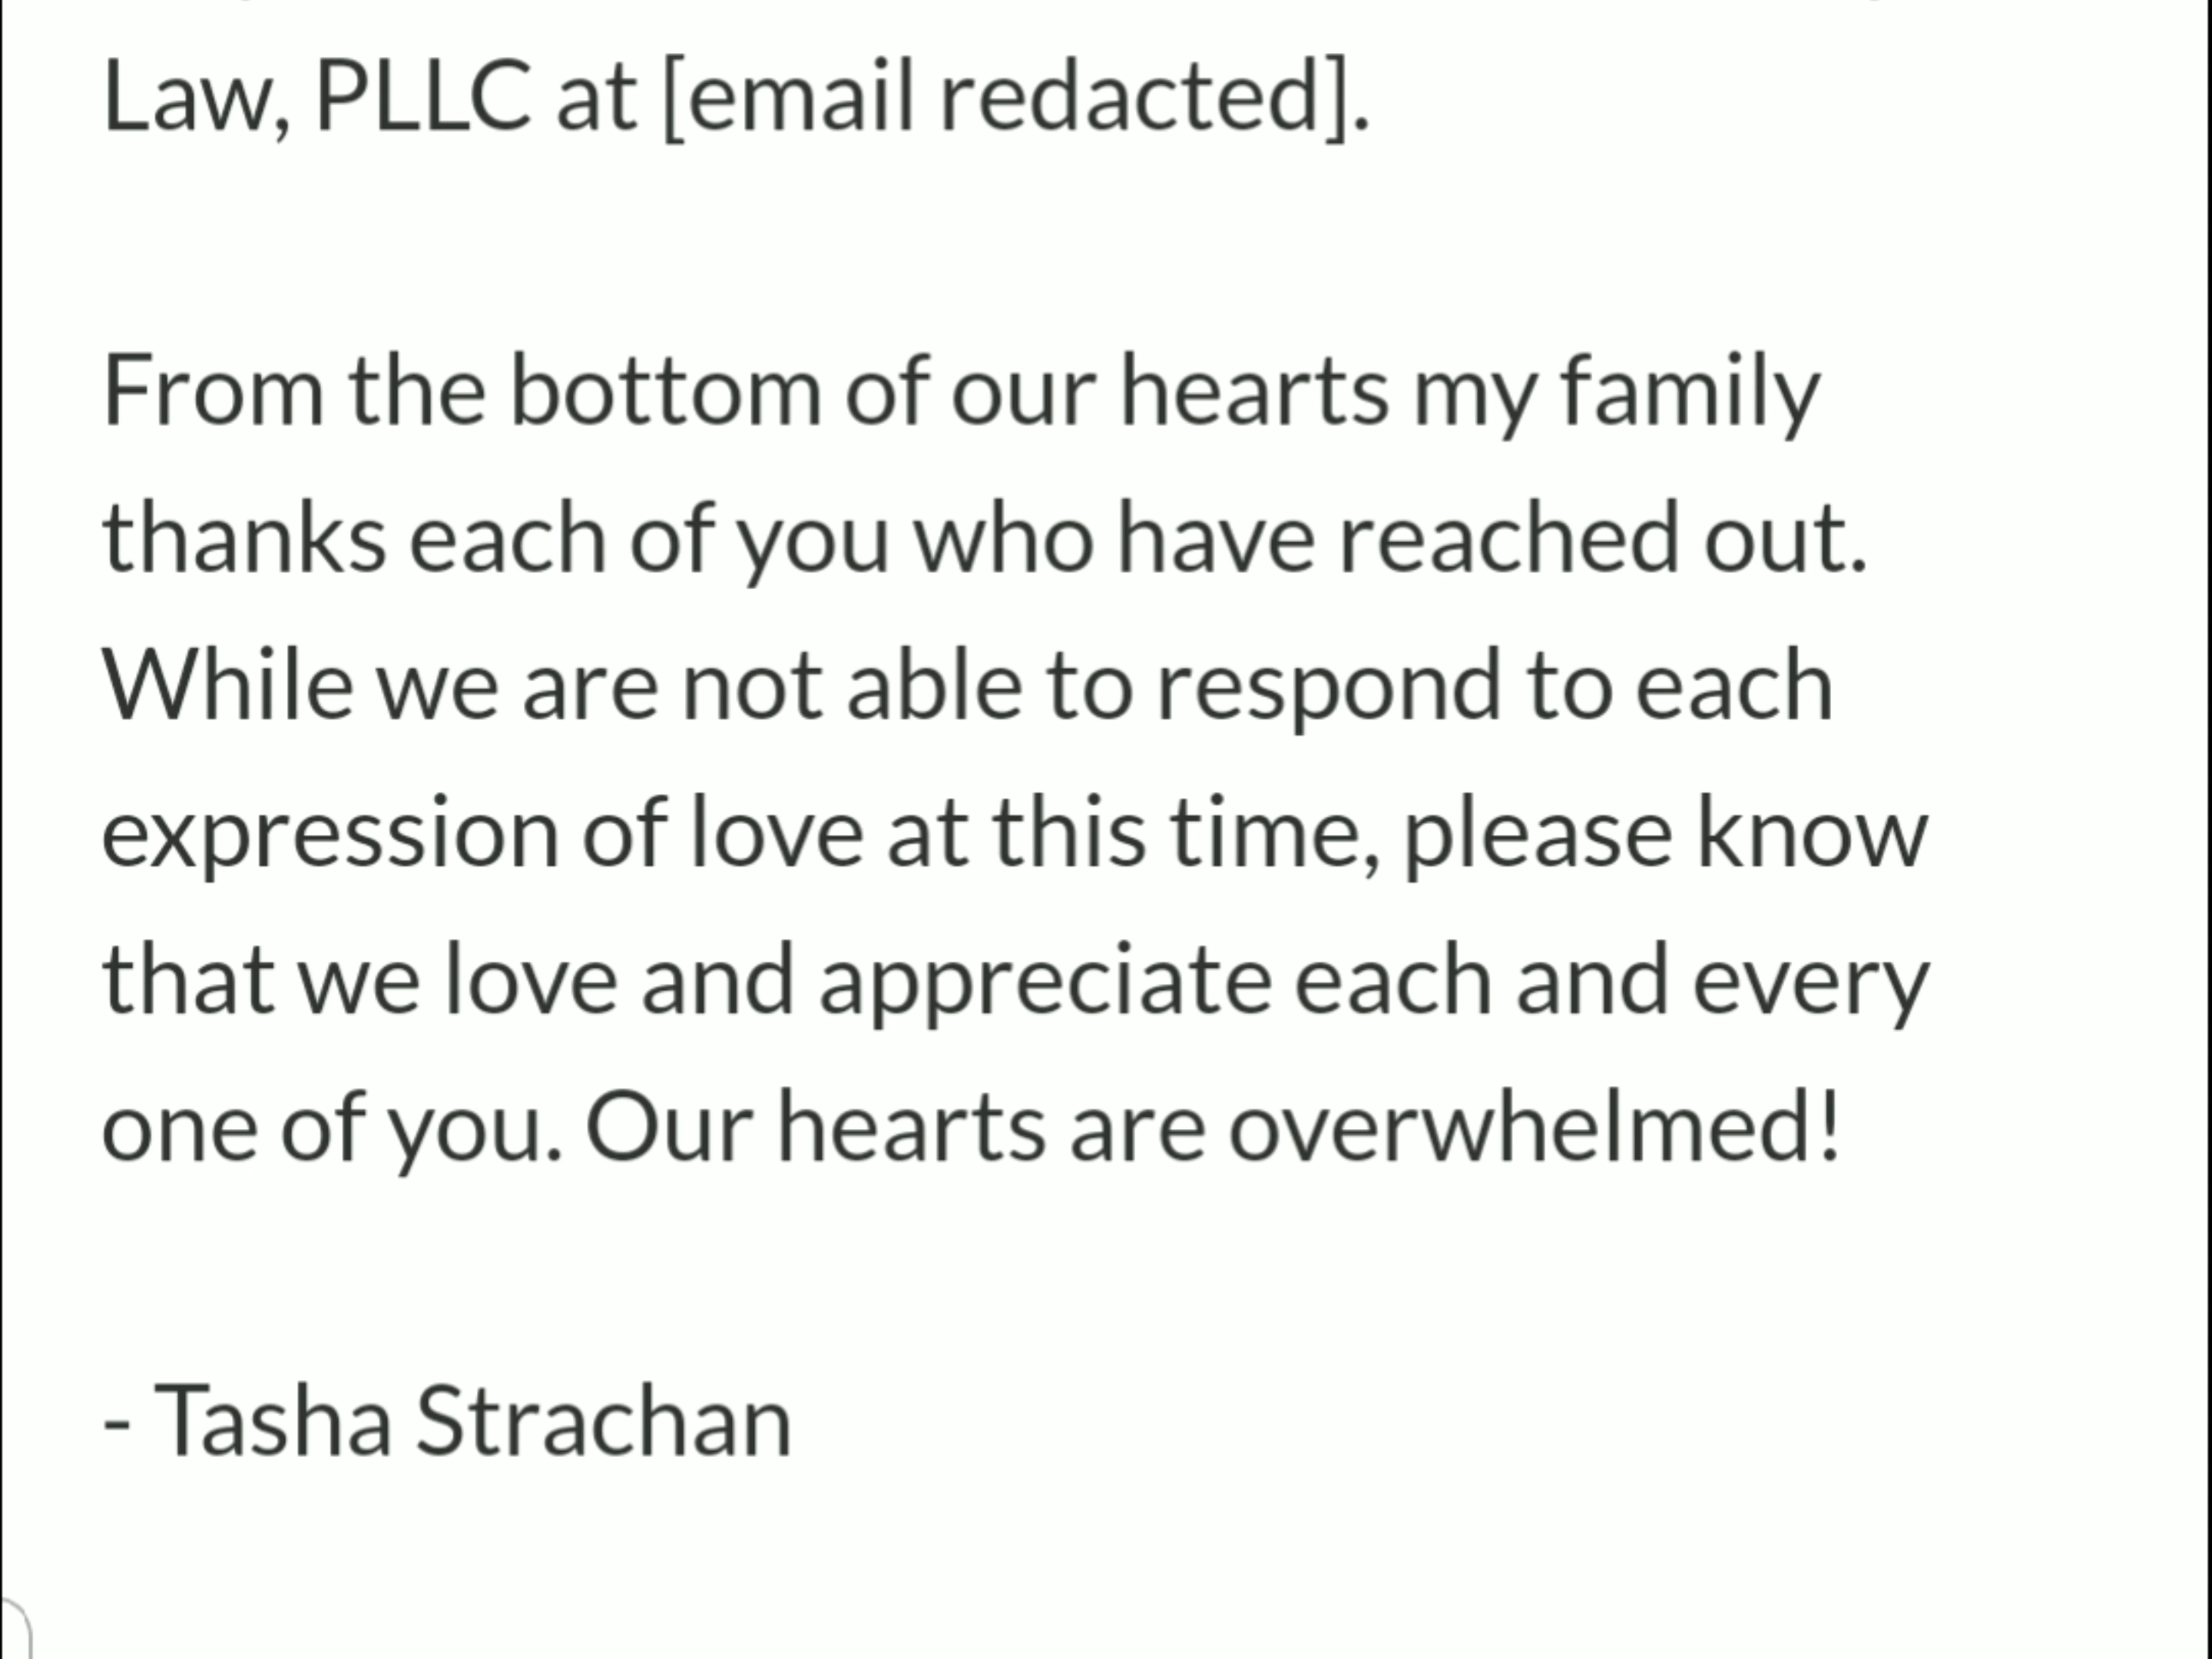 Law, PLLC at [email redacted].
From the bottom of our hearts my family
thanks each of you who have reached out.
While we are not able to respond to each
expression of love at this time, please know
that we love and appreciate each and every
one of you. Our hearts are overwhelmed!
- Tasha Strachan